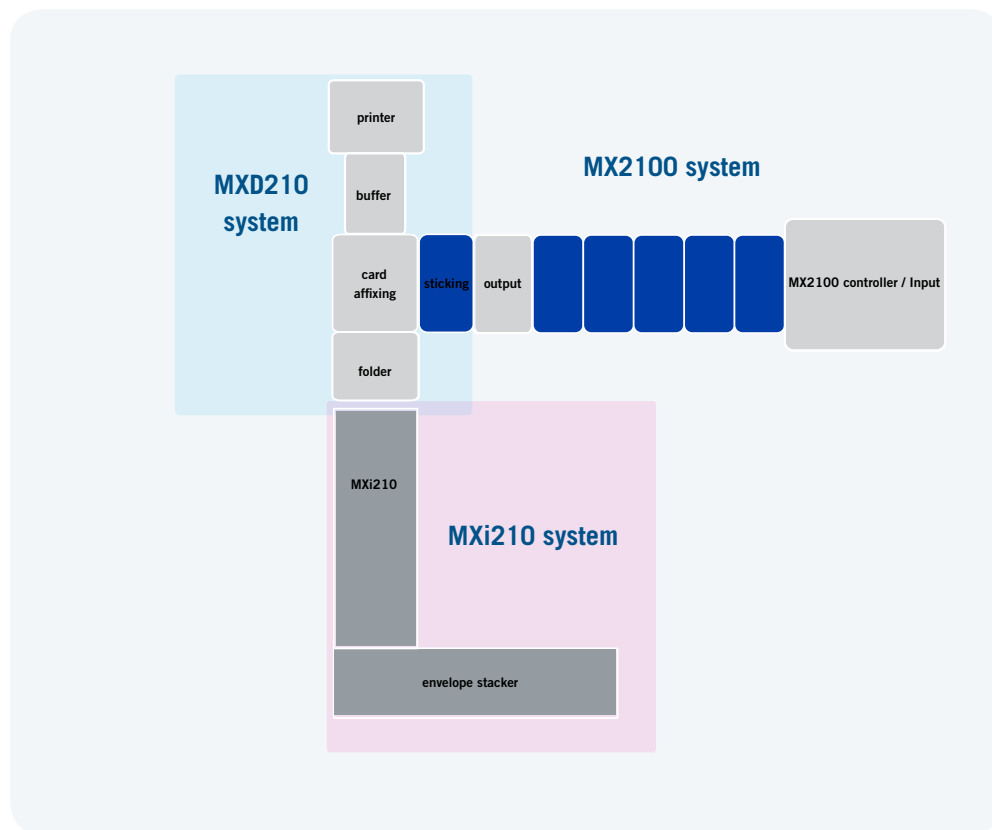 printer
MXD210
system
MX2100 system
buffer
card
affixing
sticking
output
MX2100 controller / Input
folder
MXi210
MXi210 system
envelope stacker